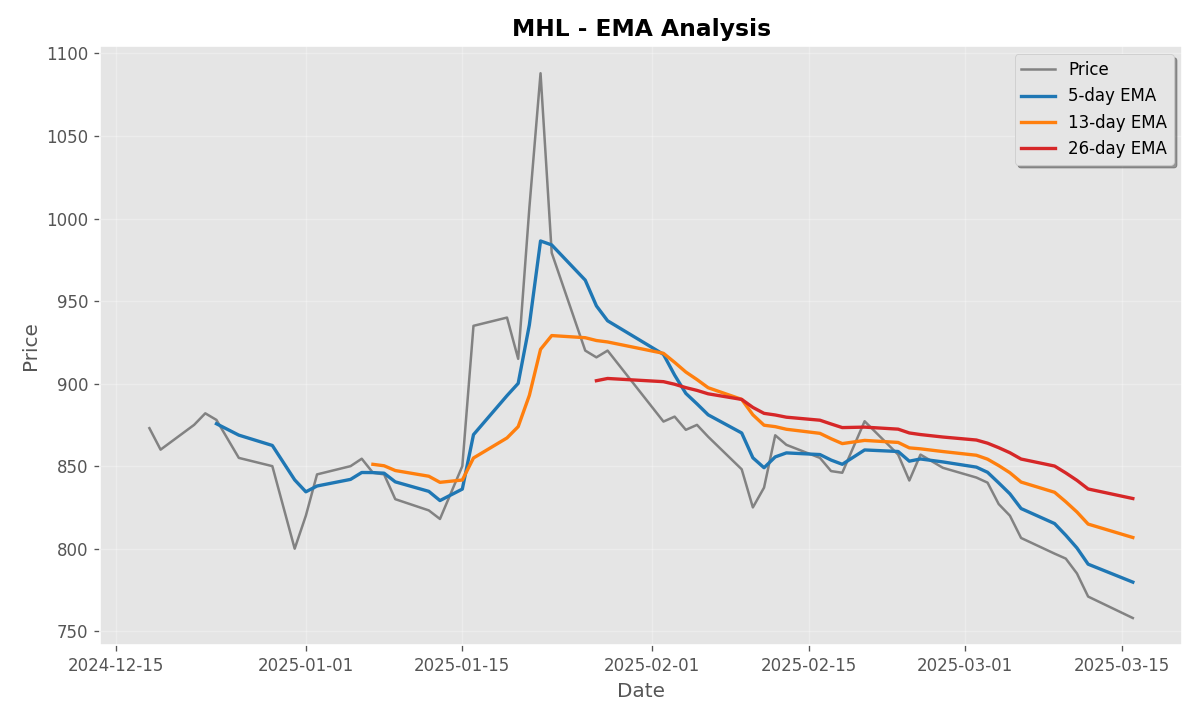 MHL - EMA Analysis
Price
5-day EMA
13-day EMA
26-day EMA
1100
1050
1000
950
900
850
800
750
Price
2024-12-15
2025-01-01
2025-01-15
2025-02-01
2025-02-15
2025-03-01
2025-03-15
Date